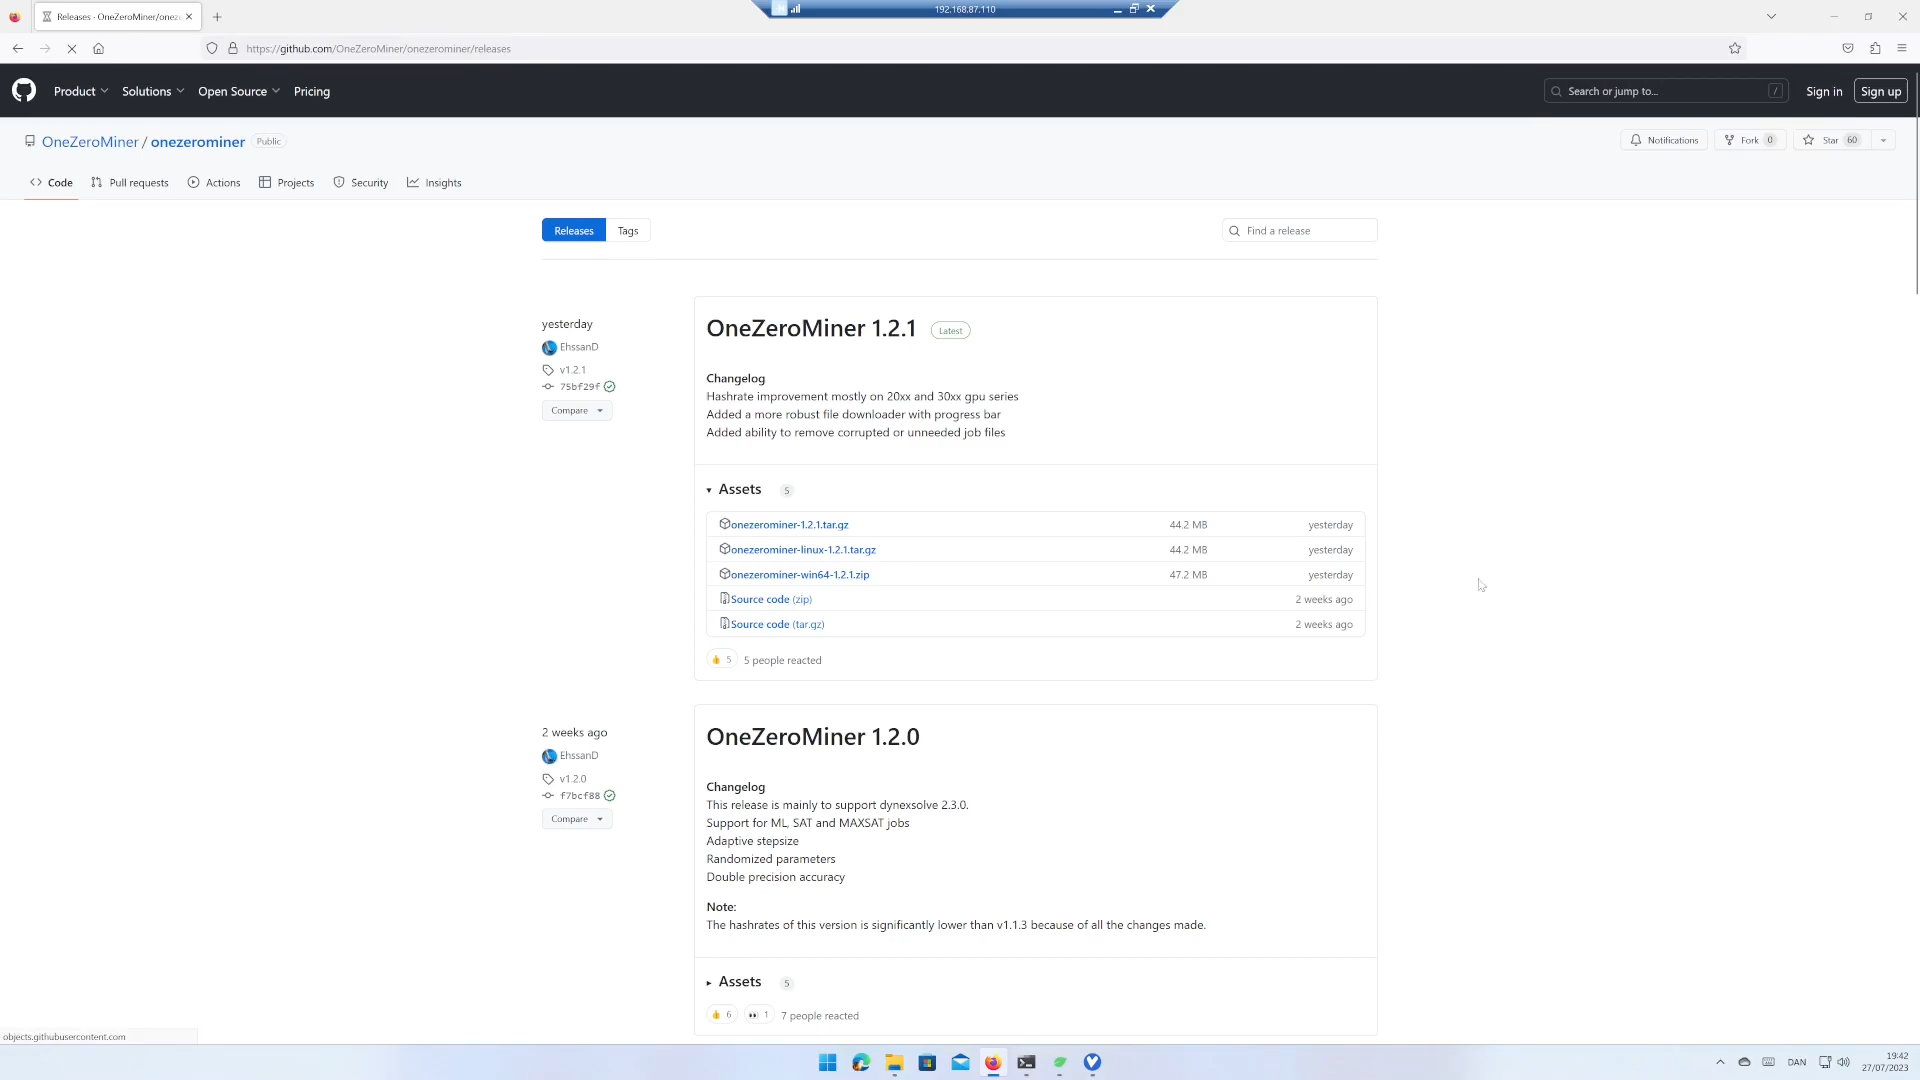 Releases · OneZeroMiner/oneze
192.168.87.110
https://github.com/OneZeroMiner/onezerominer/releases
Product
Solutions
Open Source
Pricing
Search or jump to...
/
Sign in
Sign up
OneZeroMiner / onezerominer
Public
Notifications
Fork 0
Star 60
Code
Pull requests
Actions
Projects
Security
Insights
Releases
Tags
Find a release
yesterday
EhssanD
v1.2.1
75bf29f
Compare
OneZeroMiner 1.2.1
Latest
Changelog
Hashrate improvement mostly on 20xx and 30xx gpu series
Added a more robust file downloader with progress bar
Added ability to remove corrupted or unneeded job files
Assets 5
onezerominer-1.2.1.tar.gz 44.2 MB yesterday
onezerominer-linux-1.2.1.tar.gz 44.2 MB yesterday
onezerominer-win64-1.2.1.zip 47.2 MB yesterday
Source code (zip) 2 weeks ago
Source code (tar.gz) 2 weeks ago
5 5 people reacted
2 weeks ago
EhssanD
v1.2.0
f7bcf88
Compare
OneZeroMiner 1.2.0
Changelog
This release is mainly to support dynexsolve 2.3.0.
Support for ML, SAT and MAXSAT jobs
Adaptive stepsize
Randomized parameters
Double precision accuracy
Note:
The hashrates of this version is significantly lower than v1.1.3 because of all the changes made.
Assets 5
6 1 7 people reacted
objects.githubusercontent.com
DAN
19:42
27/07/2023